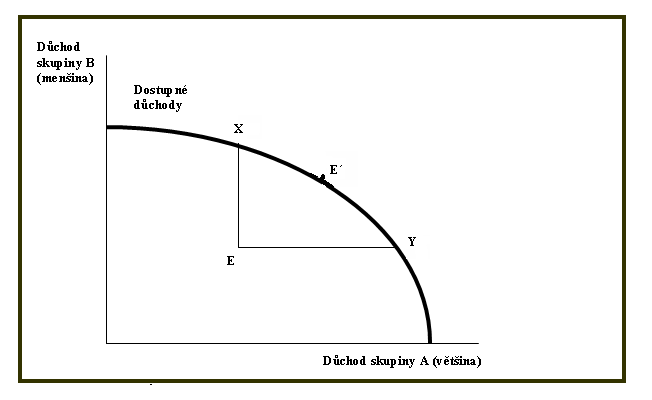 Důchod
skupiny B
(menšina)
Dostupné
důchody
X
E´
Y
E
Důchod skupiny A (většina)